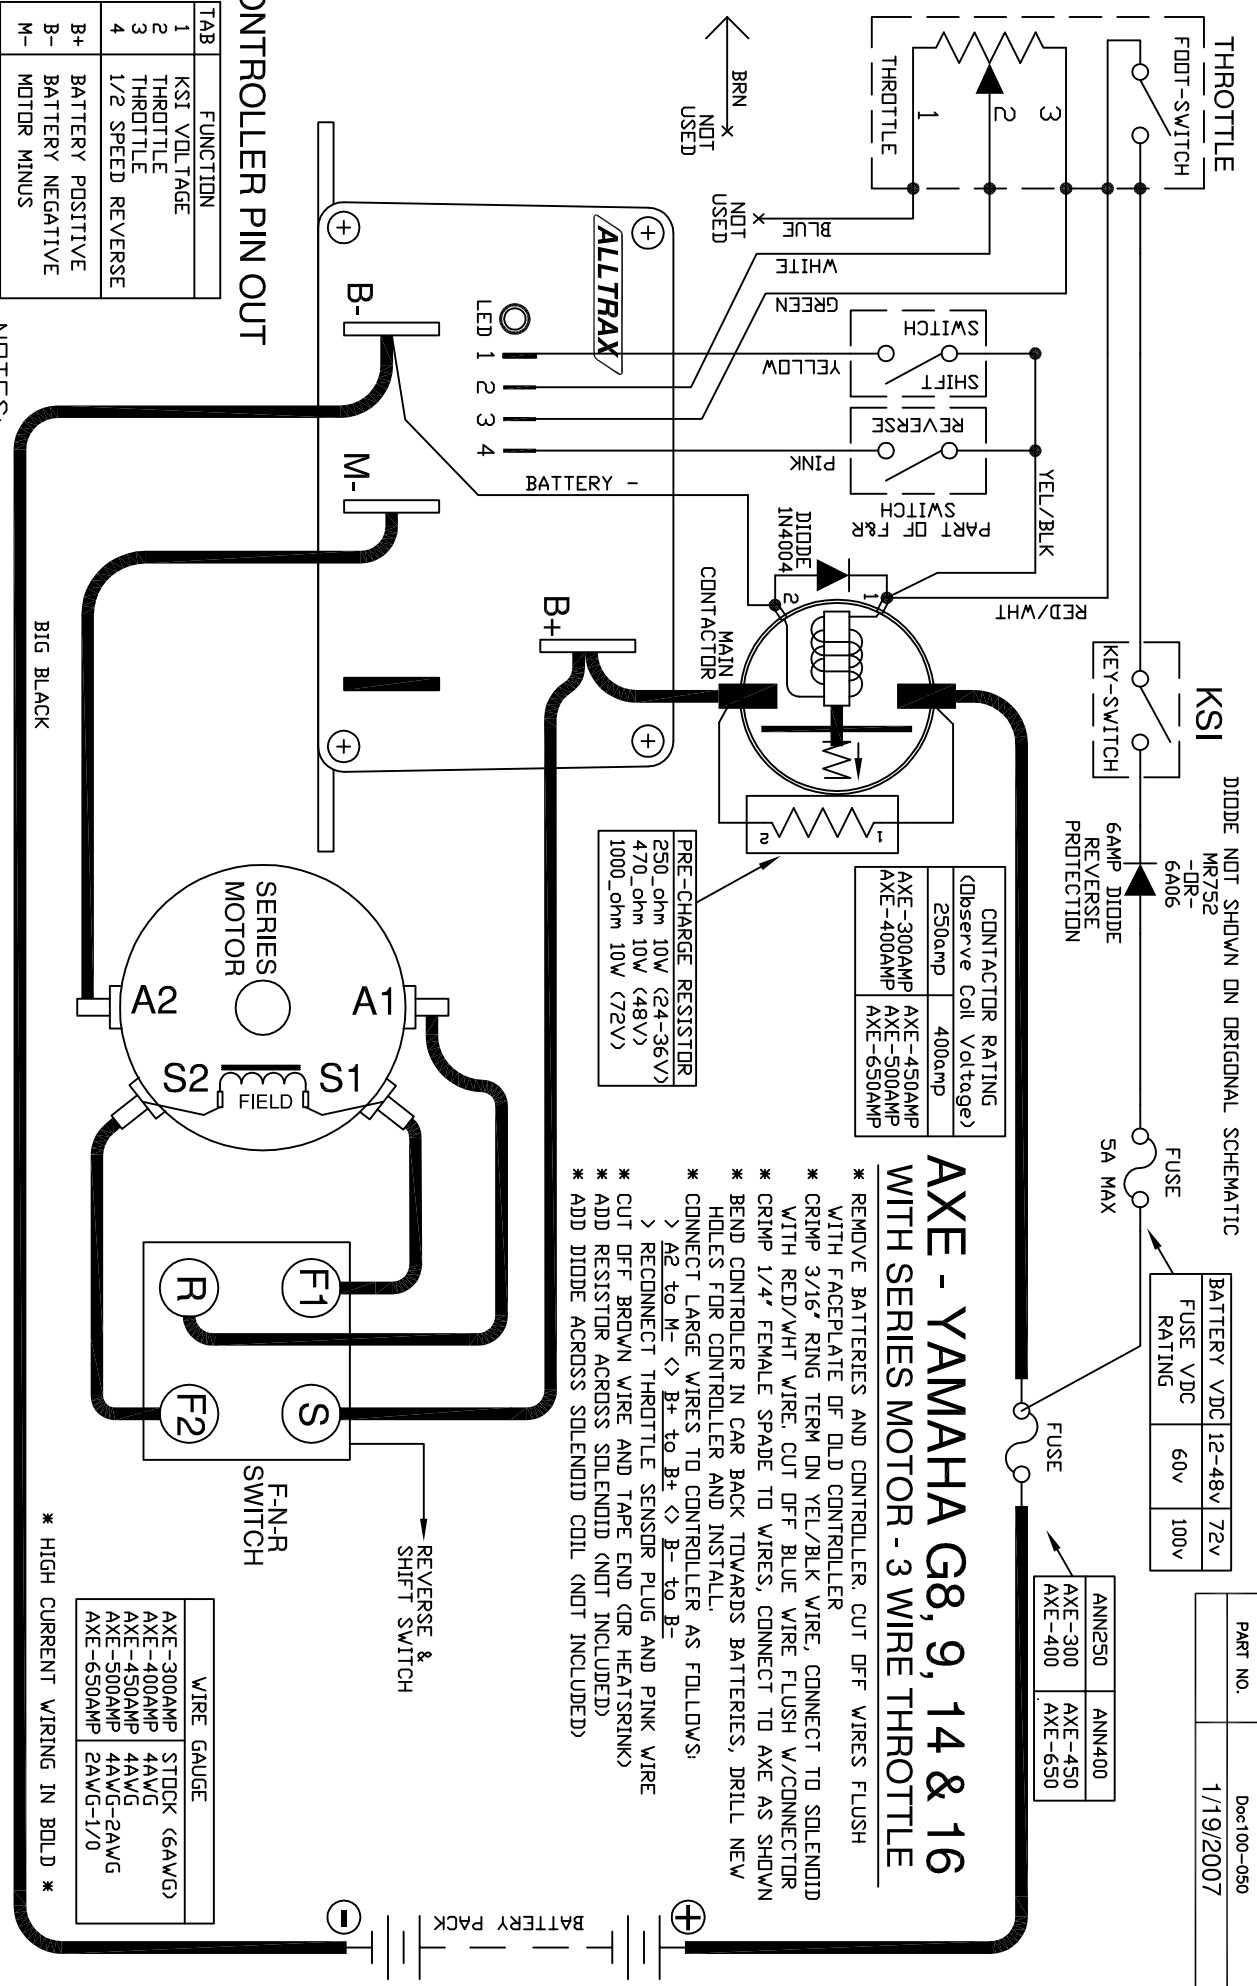 PART NO.
Doc100-050
1/19/2007
THROTTLE
FOOT-SWITCH
THROTTLE
1
2
3
BRN
NOT
USED
NOT
USED
BLUE
WHITE
GREEN
YELLOW
SHIFT
SWITCH
REVERSE
PINK
PART OF F&R
SWITCH
YEL/BLK
RED/WHT
KSI
KEY-SWITCH
DIODE NOT SHOWN ON ORIGONAL SCHEMATIC
MR752
-OR-
6A06
6AMP DIODE
REVERSE
PROTECTION
FUSE
5A MAX
BATTERY VDC 12-48v 72v
FUSE VDC
RATING 60v 100v
FUSE
ANN250 ANN400
AXE-300 AXE-450
AXE-400 AXE-650
DIODE
1N4004
1
2
MAIN
CONTACTOR
1
2
CONTACTOR RATING
(Observe Coil Voltage)
250amp 400amp
AXE-300AMP AXE-450AMP
AXE-400AMP AXE-500AMP
AXE-650AMP
PRE-CHARGE RESISTOR
250_ohm 10W (24-36V)
470_ohm 10W (48V)
1000_ohm 10W (72V)
AXE - YAMAHA G8, 9, 14 & 16
WITH SERIES MOTOR - 3 WIRE THROTTLE
* REMOVE BATTERIES AND CONTROLLER. CUT OFF WIRES FLUSH
WITH FACEPLATE OF OLD CONTROLLER
* CRIMP 3/16" RING TERM ON YEL/BLK WIRE, CONNECT TO SOLENOID
WITH RED/WHT WIRE. CUT OFF BLUE WIRE FLUSH W/CONNECTOR
* CRIMP 1/4" FEMALE SPADE TO WIRES, CONNECT TO AXE AS SHOWN
* BEND CONTROLLER IN CAR BACK TOWARDS BATTERIES, DRILL NEW
HOLES FOR CONTROLLER AND INSTALL.
* CONNECT LARGE WIRES TO CONTROLLER AS FOLLOWS:
> A2 to M- <> B+ to B+ <> B- to B-
> RECONNECT THROTTLE SENSOR PLUG AND PINK WIRE
* CUT OFF BROWN WIRE AND TAPE END (OR HEATSRINK)
* ADD RESISTOR ACROSS SOLENOID (NOT INCLUDED)
* ADD DIODE ACROSS SOLENOID COIL (NOT INCLUDED)
ALLTRAX
LED
1
2
3
4
B-
M-
B+
BATTERY -
CONTROLLER PIN OUT
TAB FUNCTION
1 KSI VOLTAGE
2 THROTTLE
3 THROTTLE
4 1/2 SPEED REVERSE
B+ BATTERY POSITIVE
B- BATTERY NEGATIVE
M- MOTOR MINUS
NOTES:
BIG BLACK
SERIES
MOTOR
A1
A2
S1
S2
FIELD
F1
R
S
F2
F-N-R
SWITCH
REVERSE &
SHIFT SWITCH
WIRE GAUGE
AXE-300AMP STOCK (6AWG)
AXE-400AMP 4AWG
AXE-450AMP 4AWG
AXE-500AMP 4AWG-2AWG
AXE-650AMP 2AWG-1/0
* HIGH CURRENT WIRING IN BOLD *
BATTERY PACK
+
-